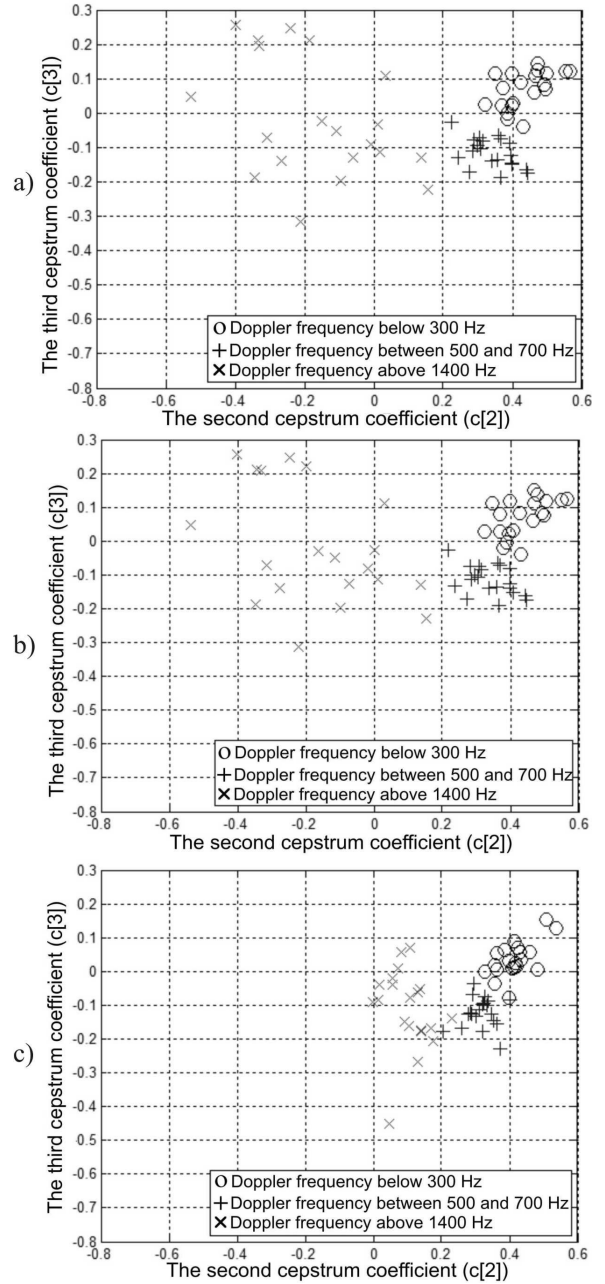 a)
The third cepstrum coefficient (c[3])
0.3
0.2
0.1
0
-0.1
-0.2
-0.3
-0.4
-0.5
-0.6
-0.7
-0.8
Doppler frequency below 300 Hz
Doppler frequency between 500 and 700 Hz
Doppler frequency above 1400 Hz
-0.8 -0.6 -0.4 -0.2 0 0.2 0.4 0.6
The second cepstrum coefficient (c[2])
b)
The third cepstrum coefficient (c[3])
0.3
0.2
0.1
0
-0.1
-0.2
-0.3
-0.4
-0.5
-0.6
-0.7
-0.8
Doppler frequency below 300 Hz
Doppler frequency between 500 and 700 Hz
Doppler frequency above 1400 Hz
-0.8 -0.6 -0.4 -0.2 0 0.2 0.4 0.6
The second cepstrum coefficient (c[2])
c)
The third cepstrum coefficient (c[3])
0.3
0.2
0.1
0
-0.1
-0.2
-0.3
-0.4
-0.5
-0.6
-0.7
-0.8
Doppler frequency below 300 Hz
Doppler frequency between 500 and 700 Hz
Doppler frequency above 1400 Hz
-0.8 -0.6 -0.4 -0.2 0 0.2 0.4 0.6
The second cepstrum coefficient (c[2])